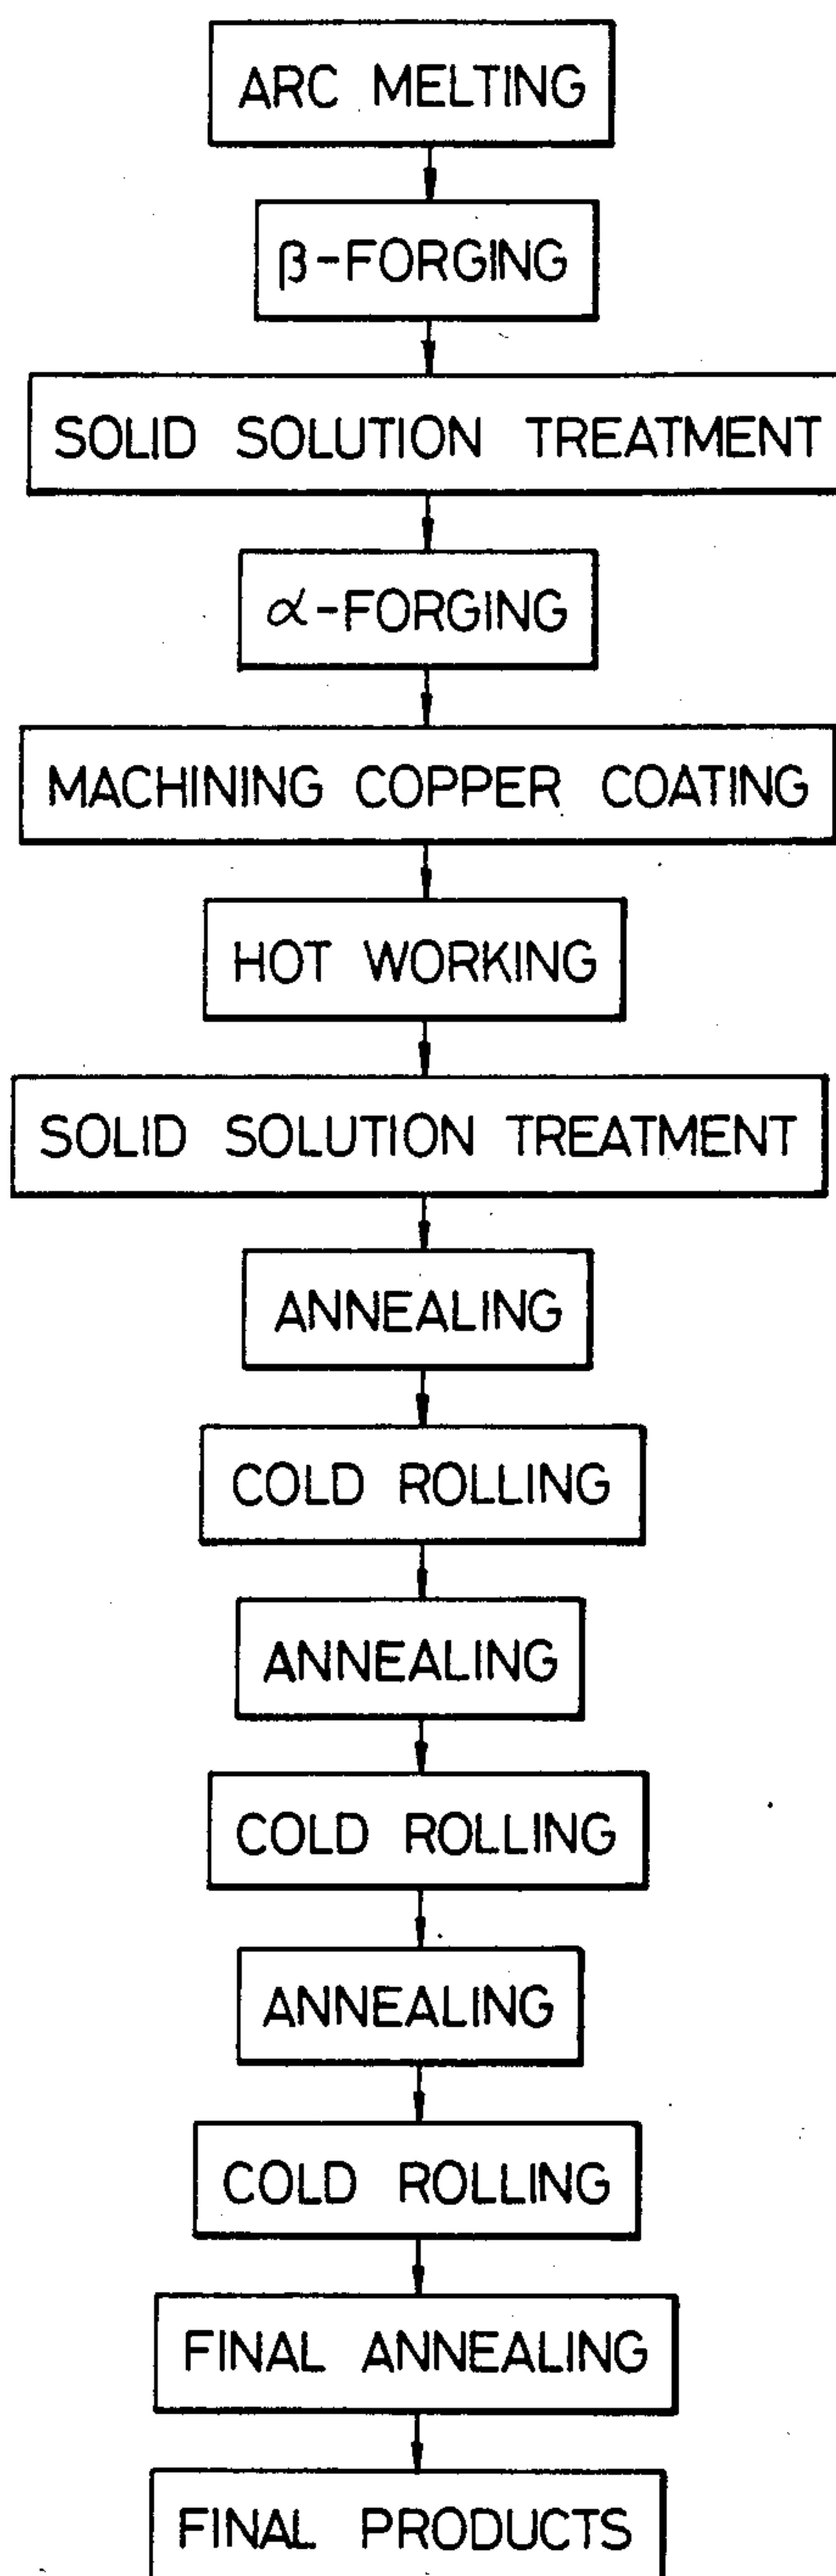 ARC MELTING
β-FORGING
SOLID SOLUTION TREATMENT
α-FORGING
MACHINING COPPER COATING
HOT WORKING
SOLID SOLUTION TREATMENT
ANNEALING
COLD ROLLING
ANNEALING
COLD ROLLING
ANNEALING
COLD ROLLING
FINAL ANNEALING
FINAL PRODUCTS